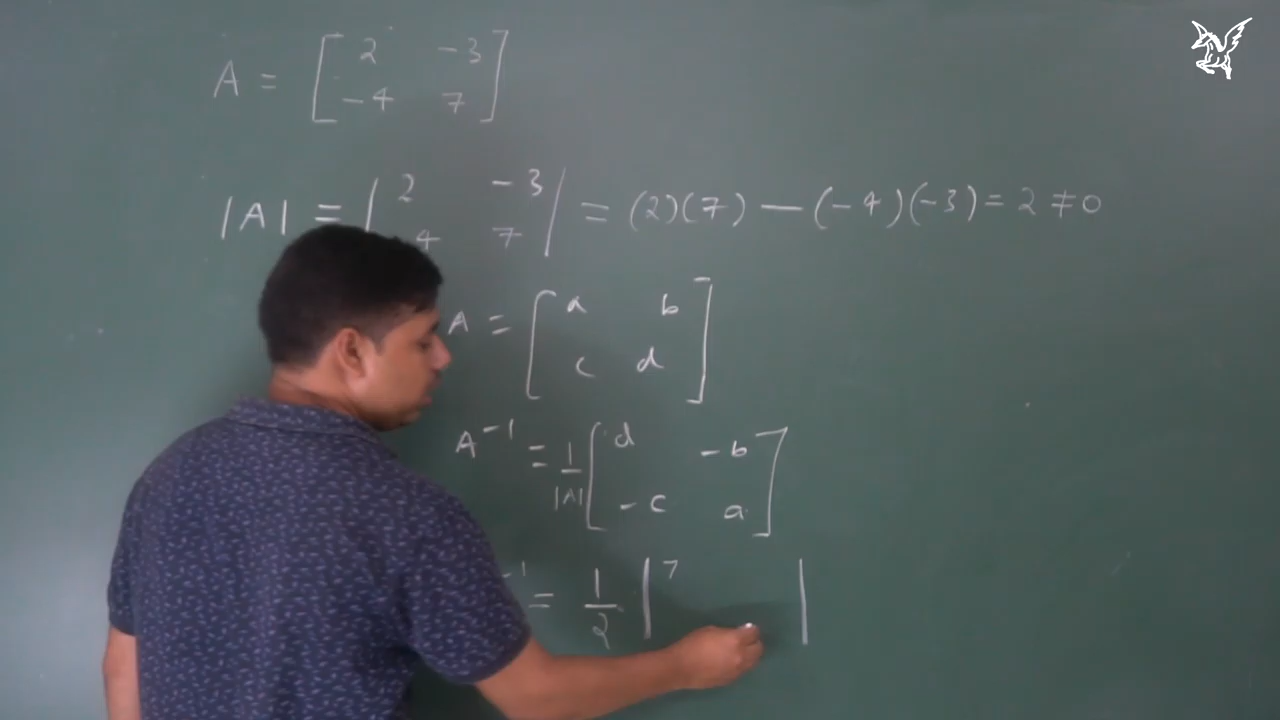 A = [ 2 -3
-4 7 ]
|A| = | 2 -3
4 7 | = (2)(7) — (-4)(-3) = 2 ≠ 0
A = [ a b
c d ]
A⁻¹ = 1/|A| [ d -b
-c a ]
⁻¹ = 1/2 | 7 |